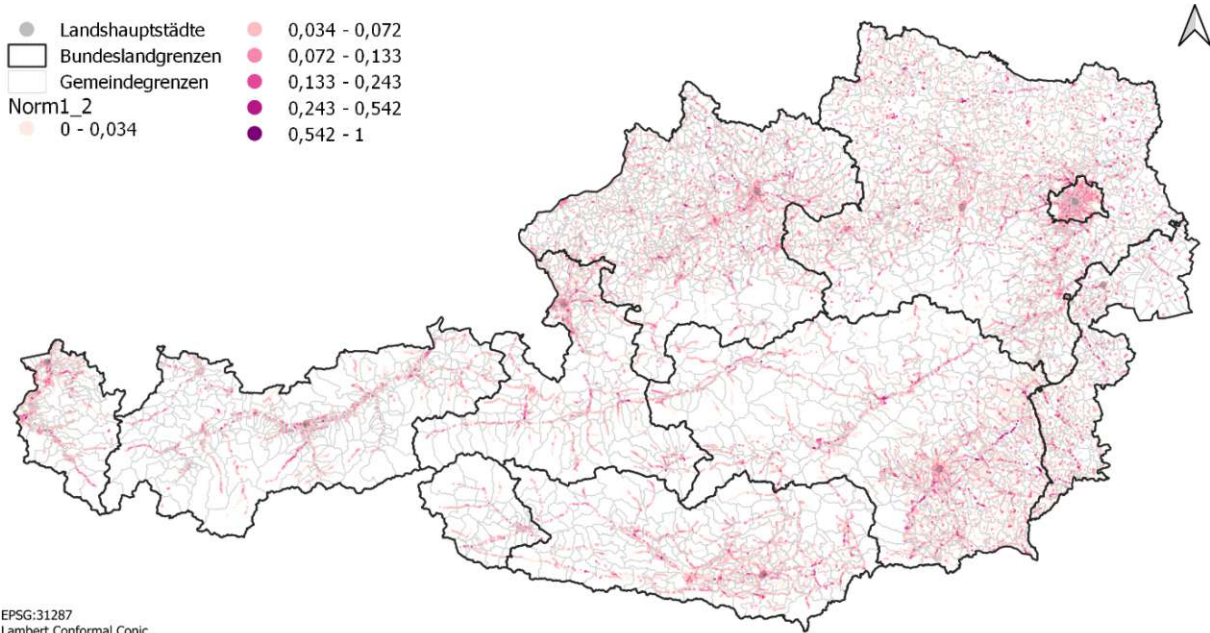 Landshauptstädte
Bundeslandgrenzen
Gemeindegrenzen
Norm1_2
0 - 0,034
0,034 - 0,072
0,072 - 0,133
0,133 - 0,243
0,243 - 0,542
0,542 - 1
EPSG:31287
Lambert Conformal Conic